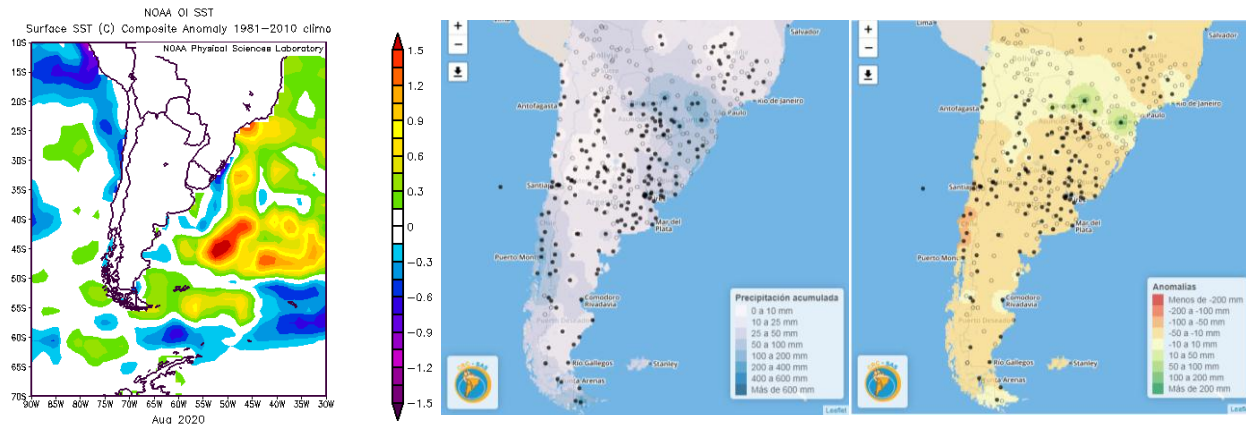 NOAA OI SST
Surface SST (C) Composite Anomaly 1981−2010 clima
NOAA Physical Sciences Laboratory
10S
15S
20S
25S
30S
35S
40S
45S
50S
55S
60S
65S
70S
90W 85W 80W 75W 70W 65W 60W 55W 50W 45W 40W 35W 30W
Aug 2020
1.5
1.2
0.9
0.6
0.3
0
−0.3
−0.6
−0.9
−1.2
−1.5
+
−
Lima
Salvador
Bolivia
Sucre
Antofagasta
Rio de Janeiro
Paulo
Santiago
Mar del
Plata
Puerto Mont
Comodoro
Rivadavia
Puerto Deseado
Río Gallegos
Stanley
Punta Arenas
Precipitación acumulada
0 a 10 mm
10 a 25 mm
25 a 50 mm
50 a 100 mm
100 a 200 mm
200 a 400 mm
400 a 600 mm
Más de 600 mm
Leaflet
+
−
Lima
Salvador
Bolivia
Antofagasta
Rio de Janeiro
Paulo
Santiago
Mar del
Plata
Puerto Mont
Comodoro
Rivadavia
Puerto Deseado
Río Gallegos
Stanley
Punta Arenas
Anomalias
Menos de -200 mm
-200 a -100 mm
-100 a -50 mm
-50 a -10 mm
-10 a 10 mm
10 a 50 mm
50 a 100 mm
100 a 200 mm
Más de 200 mm
Leaflet